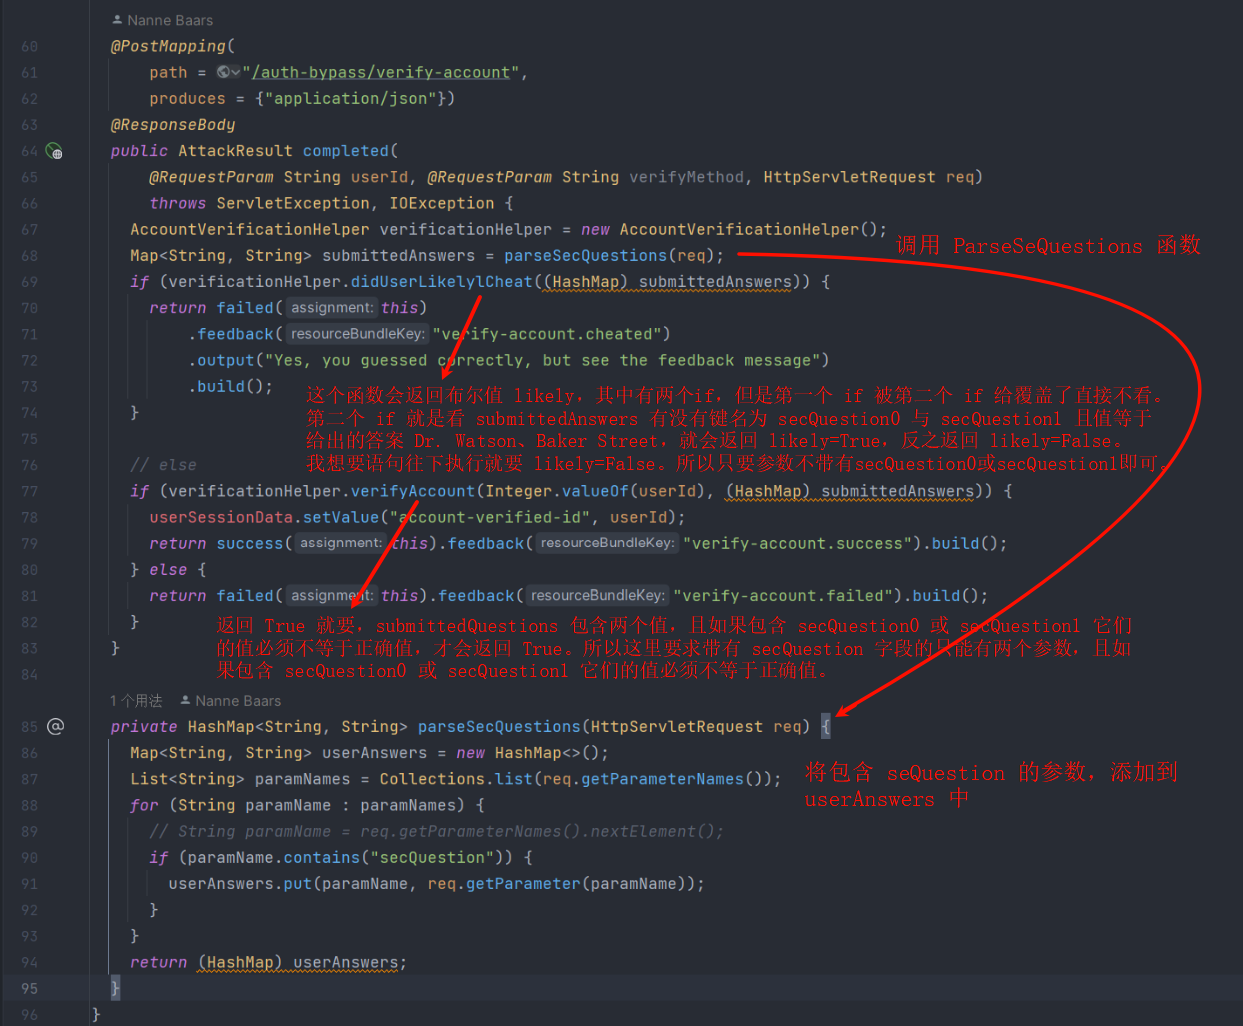 Nanne Baars
60 @PostMapping(
61 path = "/auth-bypass/verify-account",
62 produces = {"application/json"})
63 @ResponseBody
64 public AttackResult completed(
65 @RequestParam String userId, @RequestParam String verifyMethod, HttpServletRequest req)
66 throws ServletException, IOException {
67 AccountVerificationHelper verificationHelper = new AccountVerificationHelper();
调用 ParseSeQuestions 函数
68 Map<String, String> submittedAnswers = parseSecQuestions(req);
69 if (verificationHelper.didUserLikelylCheat((HashMap) submittedAnswers)) {
70 return failed( assignment: this)
71 .feedback( resourceBundleKey: "verify-account.cheated")
72 .output("Yes, you guessed correctly, but see the feedback message")
73 .build();
这个函数会返回布尔值 likely，其中有两个if，但是第一个 if 被第二个 if 给覆盖了直接不看。
74 }
第二个 if 就是看 submittedAnswers 有没有键名为 secQuestion0 与 secQuestion1 且值等于
75
给出的答案 Dr. Watson、Baker Street，就会返回 likely=True，反之返回 likely=False。
76 // else
我想要语句往下执行就要 likely=False。所以只要参数不带有secQuestion0或secQuestion1即可。
77 if (verificationHelper.verifyAccount(Integer.valueOf(userId), (HashMap) submittedAnswers)) {
78 userSessionData.setValue("account-verified-id", userId);
79 return success( assignment: this).feedback( resourceBundleKey: "verify-account.success").build();
80 } else {
81 return failed( assignment: this).feedback( resourceBundleKey: "verify-account.failed").build();
82 }
返回 True 就要，submittedQuestions 包含两个值，且如果包含 secQuestion0 或 secQuestion1 它们
83 }
的值必须不等于正确值，才会返回 True。所以这里要求带有 secQuestion 字段的只能有两个参数，且如
84
果包含 secQuestion0 或 secQuestion1 它们的值必须不等于正确值。
1 个用法 Nanne Baars
85 private HashMap<String, String> parseSecQuestions(HttpServletRequest req) {
86 Map<String, String> userAnswers = new HashMap<>();
87 List<String> paramNames = Collections.list(req.getParameterNames());
将包含 seQuestion 的参数，添加到
userAnswers 中
88 for (String paramName : paramNames) {
89 // String paramName = req.getParameterNames().nextElement();
90 if (paramName.contains("secQuestion")) {
91 userAnswers.put(paramName, req.getParameter(paramName));
92 }
93 }
94 return (HashMap) userAnswers;
95 }
96 }